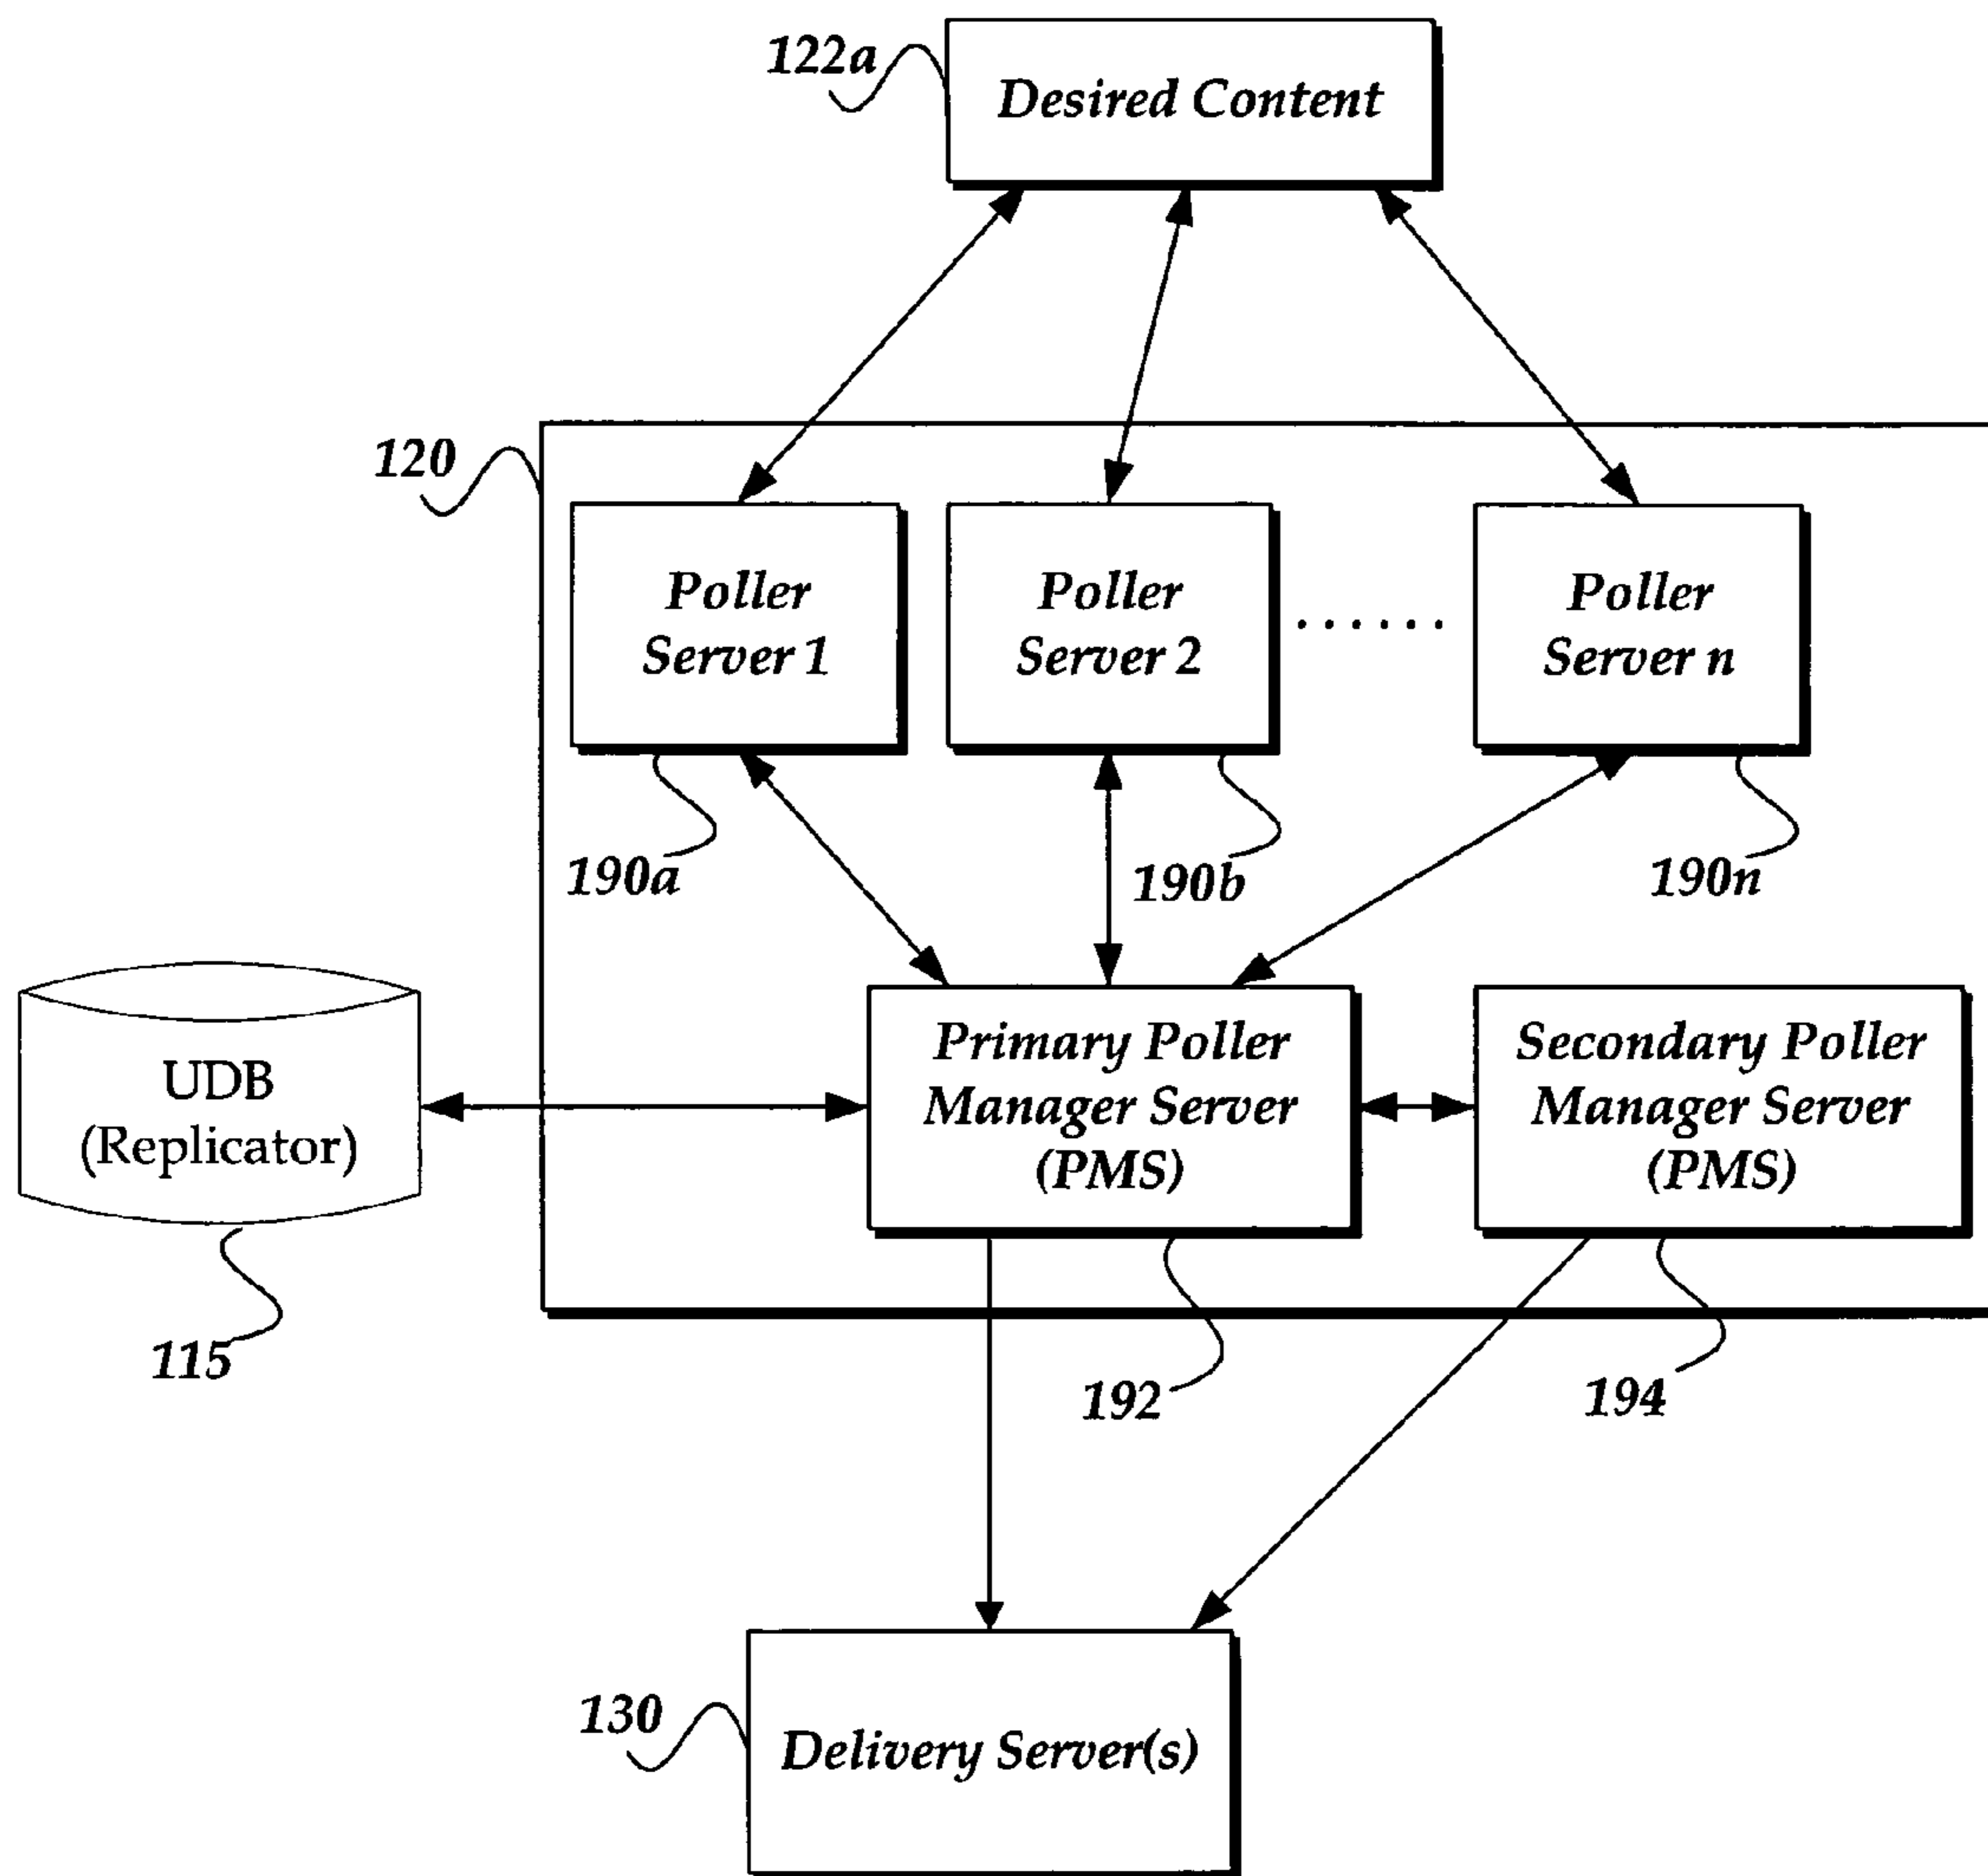 122a
Desired Content
120
Poller
Server 1
Poller
Server 2
......
Poller
Server n
190a
190b
190n
UDB
(Replicator)
Primary Poller
Manager Server
(PMS)
Secondary Poller
Manager Server
(PMS)
115
192
194
130
Delivery Server(s)